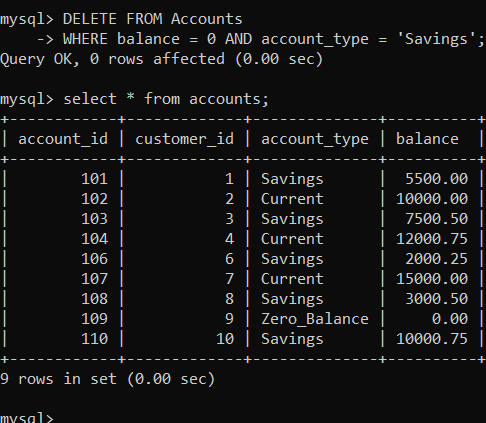 mysql> DELETE FROM Accounts
    -> WHERE balance = 0 AND account_type = 'Savings';
Query OK, 0 rows affected (0.00 sec)

mysql> select * from accounts;
+------------+-------------+--------------+----------+
| account_id | customer_id | account_type | balance  |
+------------+-------------+--------------+----------+
|        101 |           1 | Savings      |  5500.00 |
|        102 |           2 | Current      | 10000.00 |
|        103 |           3 | Savings      |  7500.50 |
|        104 |           4 | Current      | 12000.75 |
|        106 |           6 | Savings      |  2000.25 |
|        107 |           7 | Current      | 15000.00 |
|        108 |           8 | Savings      |  3000.50 |
|        109 |           9 | Zero_Balance |     0.00 |
|        110 |          10 | Savings      | 10000.75 |
+------------+-------------+--------------+----------+
9 rows in set (0.00 sec)

mysql>